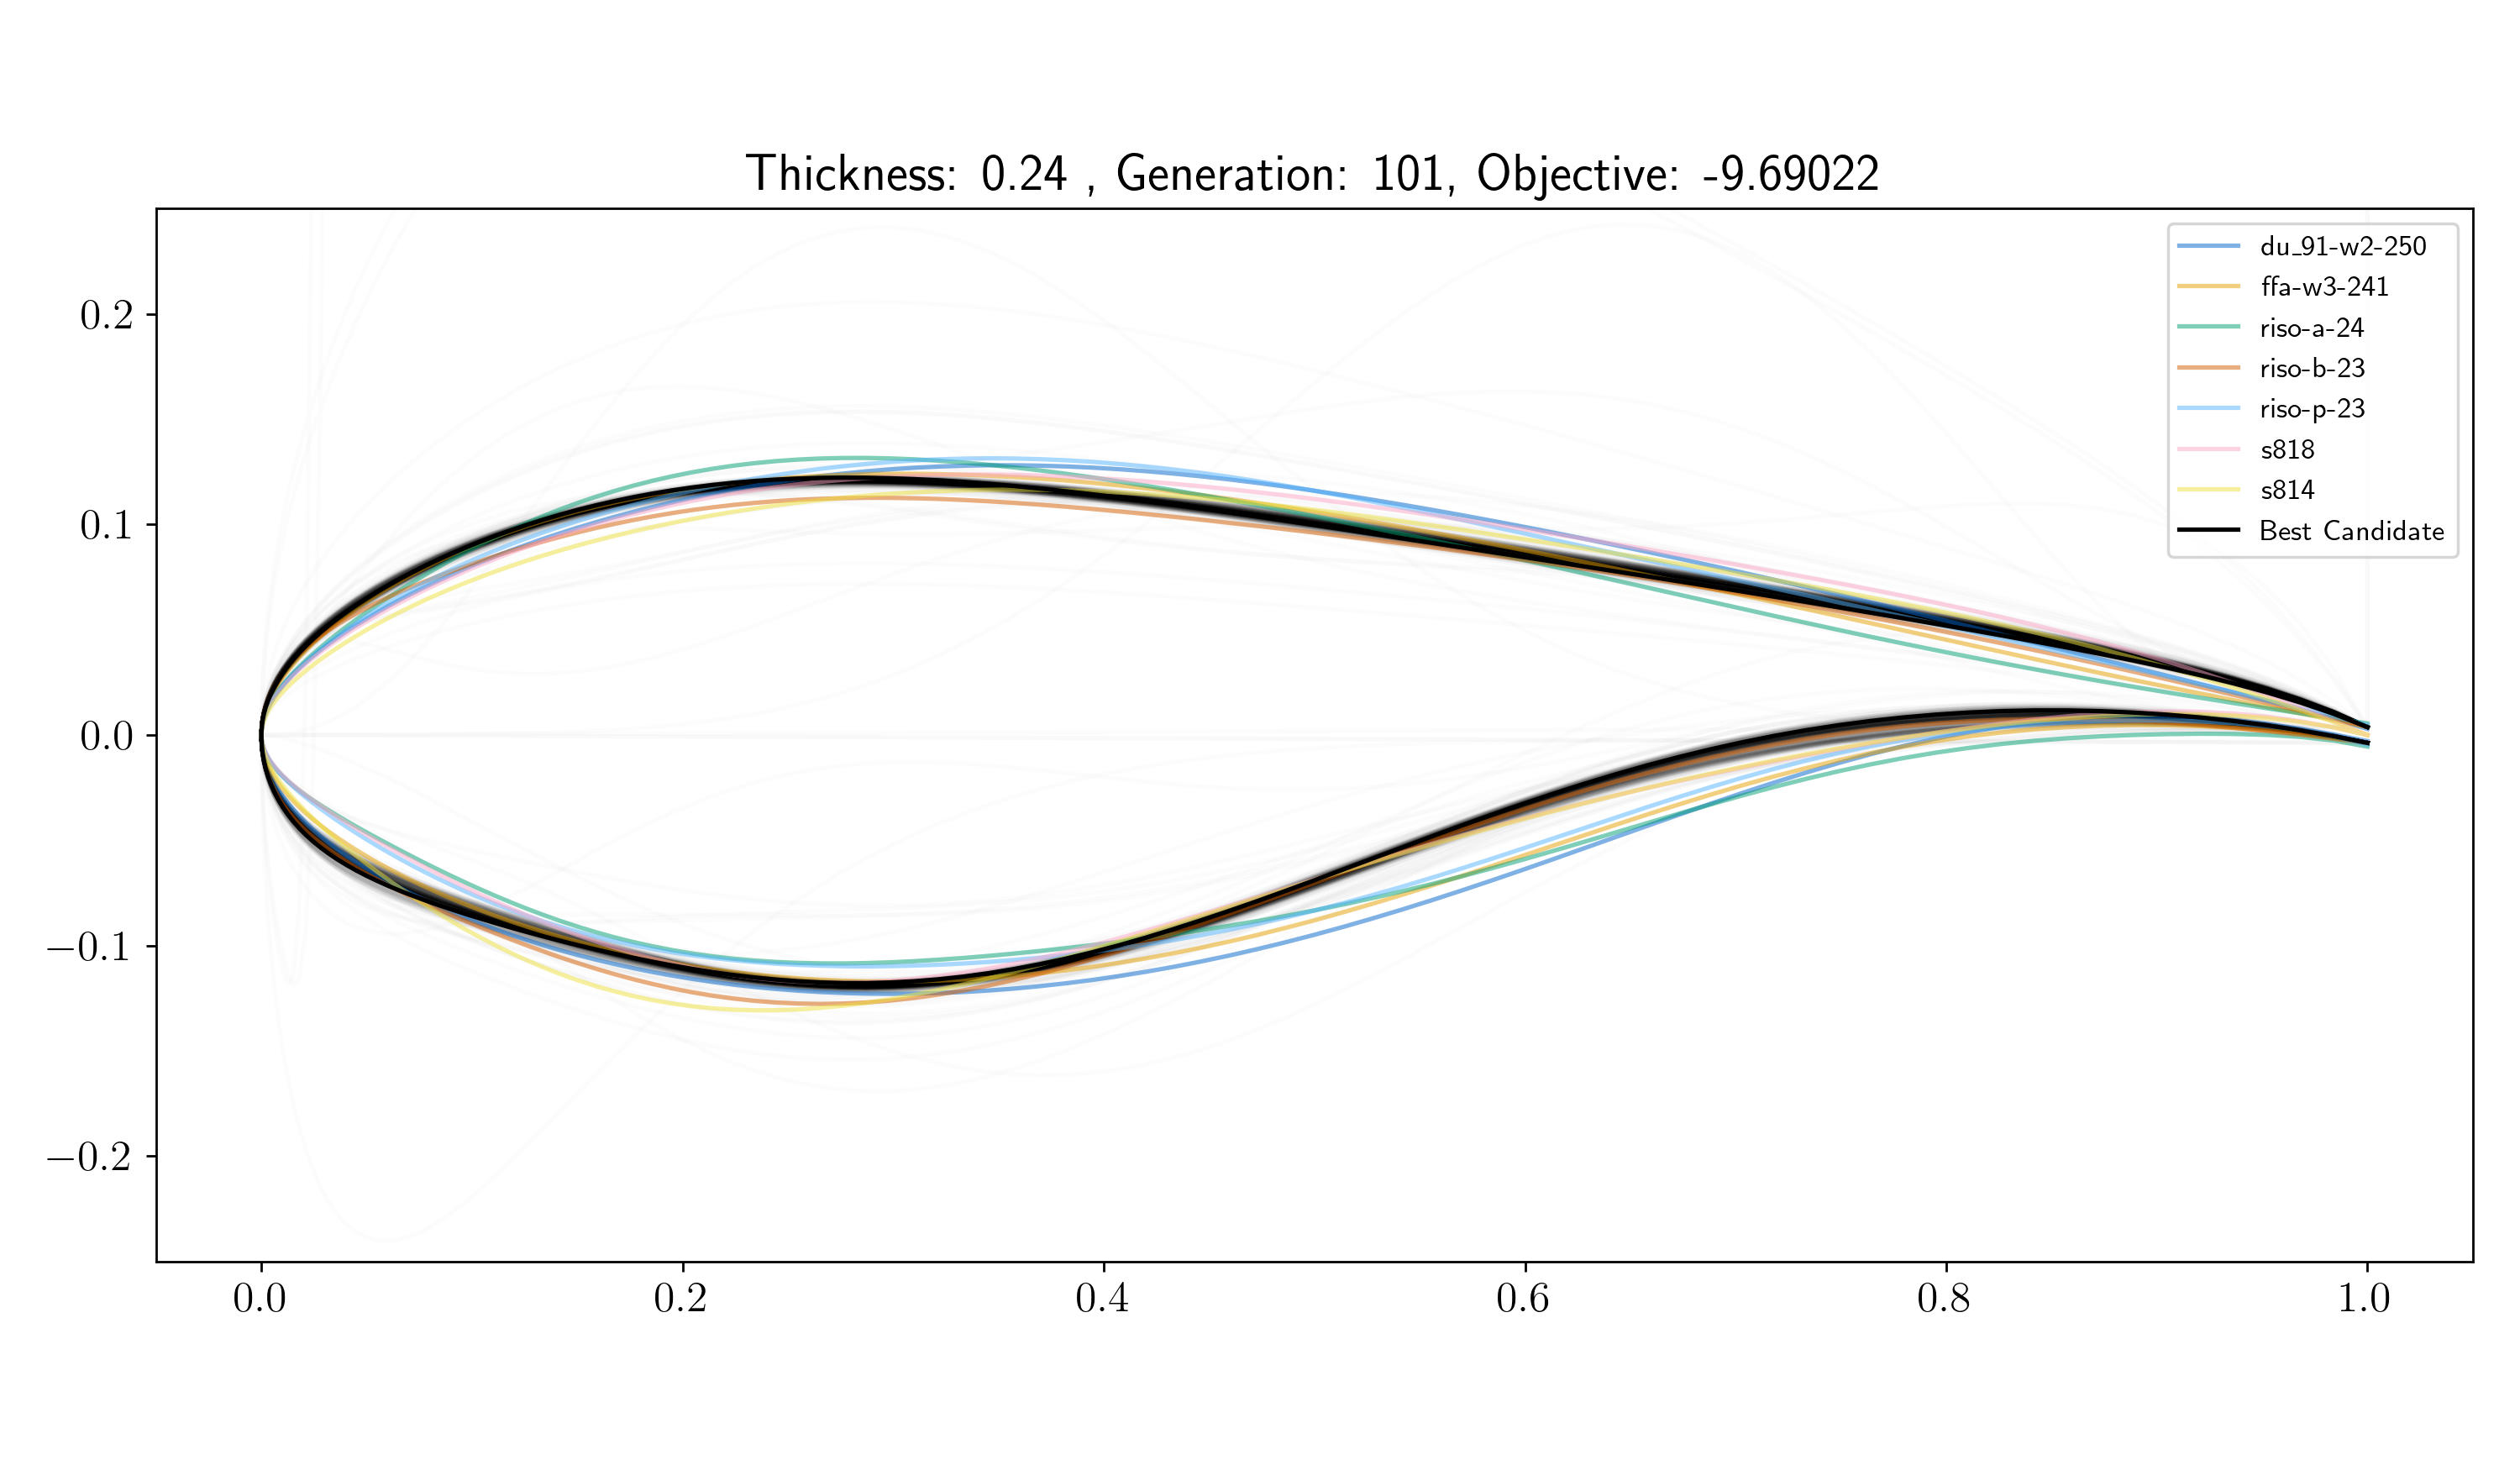 Thickness: 0.24 , Generation: 101, Objective: -9.69022
du_91-w2-250
ffa-w3-241
riso-a-24
riso-b-23
riso-p-23
s818
s814
Best Candidate
0.2
0.1
0.0
−0.1
−0.2
0.0 0.2 0.4 0.6 0.8 1.0